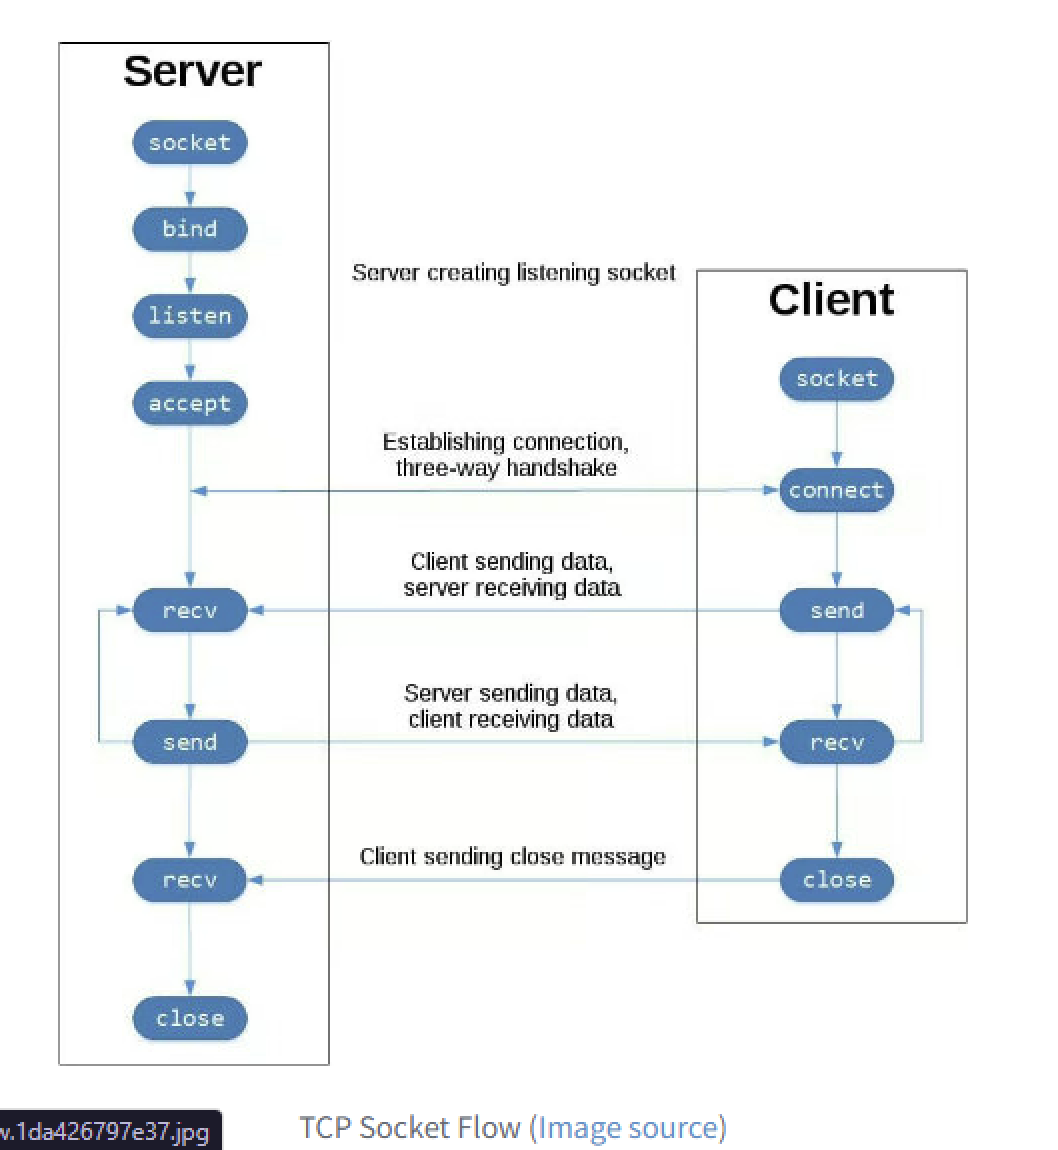 Server
socket
bind
listen
accept
recv
send
recv
close
Server creating listening socket
Establishing connection,
three-way handshake
Client sending data,
server receiving data
Server sending data,
client receiving data
Client sending close message
Client
socket
connect
send
recv
close
w.1da426797e37.jpg
TCP Socket Flow (Image source)